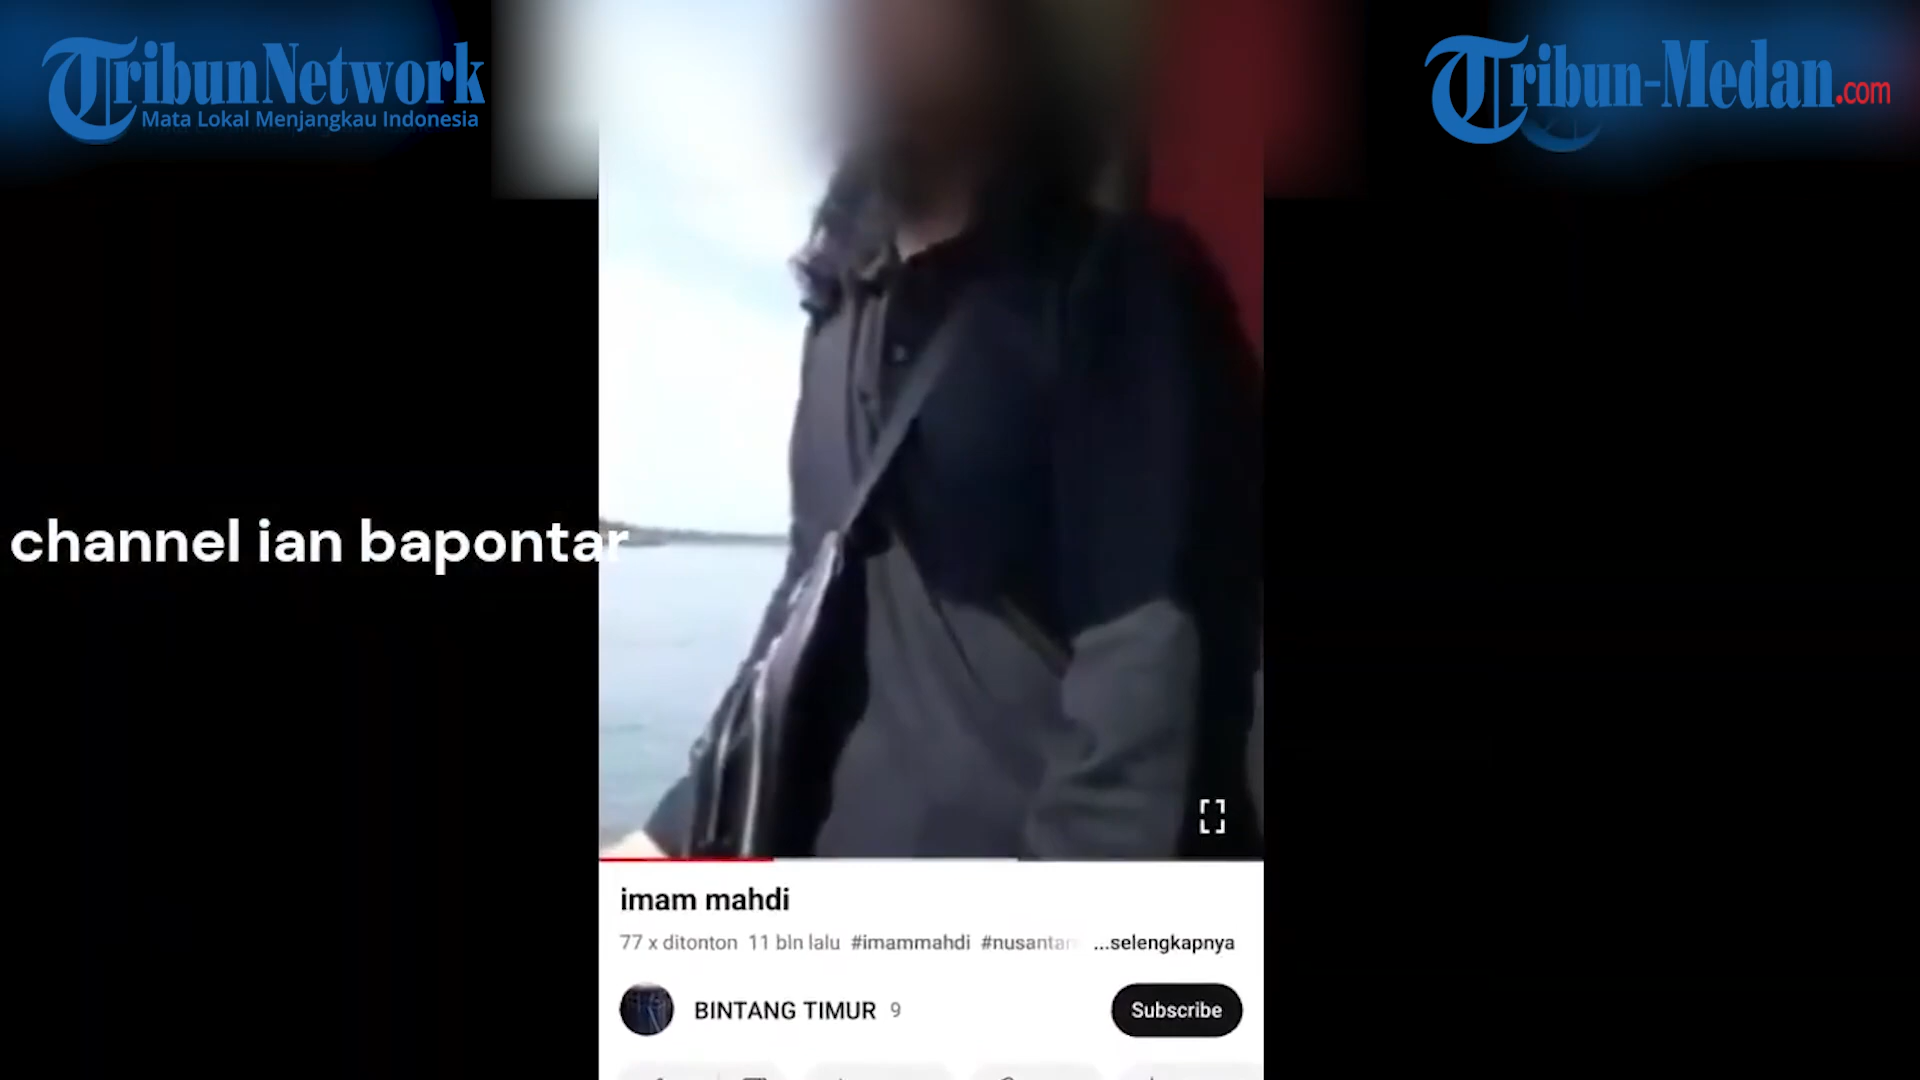 TribunNetwork
Mata Lokal Menjangkau Indonesia
Tribun-Medan.com
channel ian bapontar
imam mahdi
77 x ditonton 11 bln lalu #imammahdi #nusantar ...selengkapnya
BINTANG TIMUR 9
Subscribe